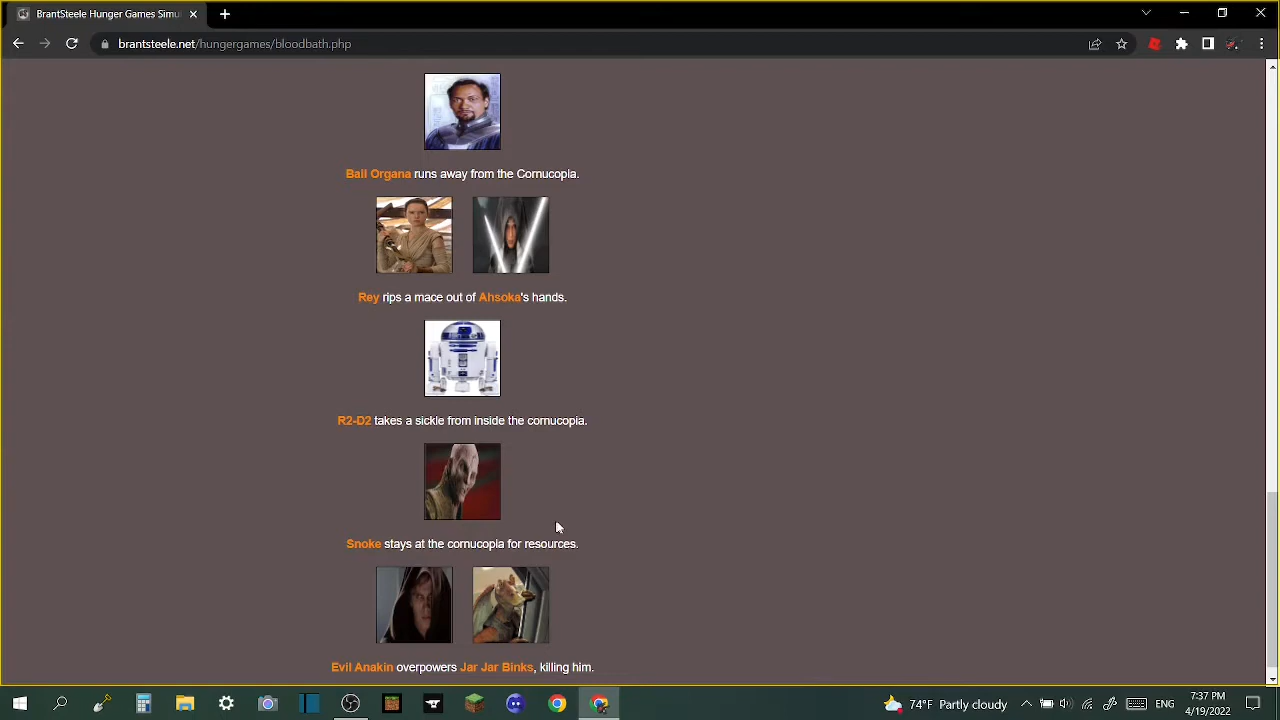 BrantSteele Hunger Games Simul
brantsteele.net/hungergames/bloodbath.php
Bail Organa runs away from the Cornucopia.
Rey rips a mace out of Ahsoka's hands.
R2-D2 takes a sickle from inside the cornucopia.
Snoke stays at the cornucopia for resources.
Evil Anakin overpowers Jar Jar Binks, killing him.
74°F Partly cloudy
ENG
7:37 PM
4/19/2022